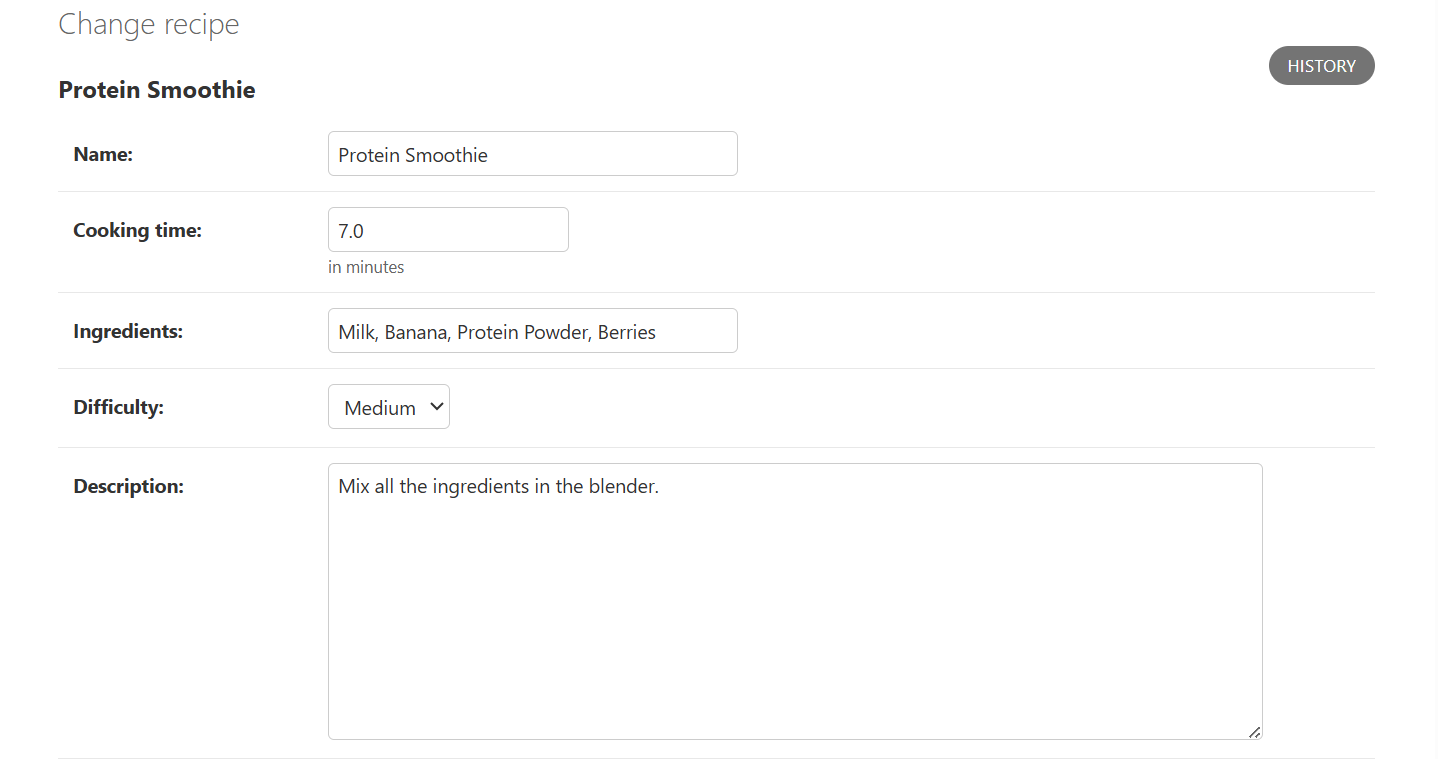 Change recipe
HISTORY
Protein Smoothie
Name:
Protein Smoothie
Cooking time:
7.0
in minutes
Ingredients:
Milk, Banana, Protein Powder, Berries
Difficulty:
Medium
Description:
Mix all the ingredients in the blender.